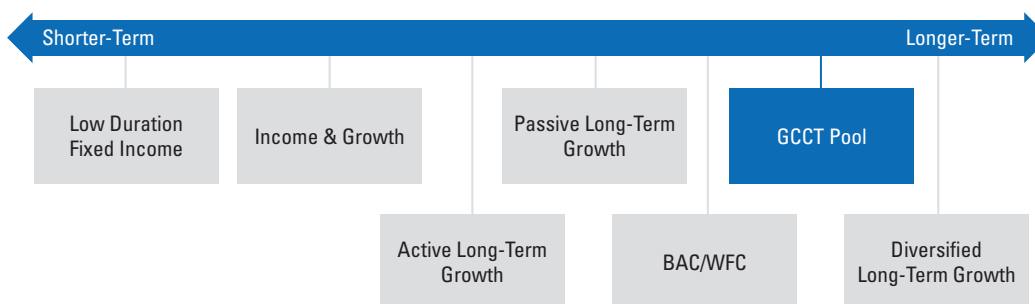 Shorter-Term
Longer-Term
Low Duration
Fixed Income
Income & Growth
Passive Long-Term
Growth
GCCT Pool
Active Long-Term
Growth
BAC/WFC
Diversified
Long-Term Growth